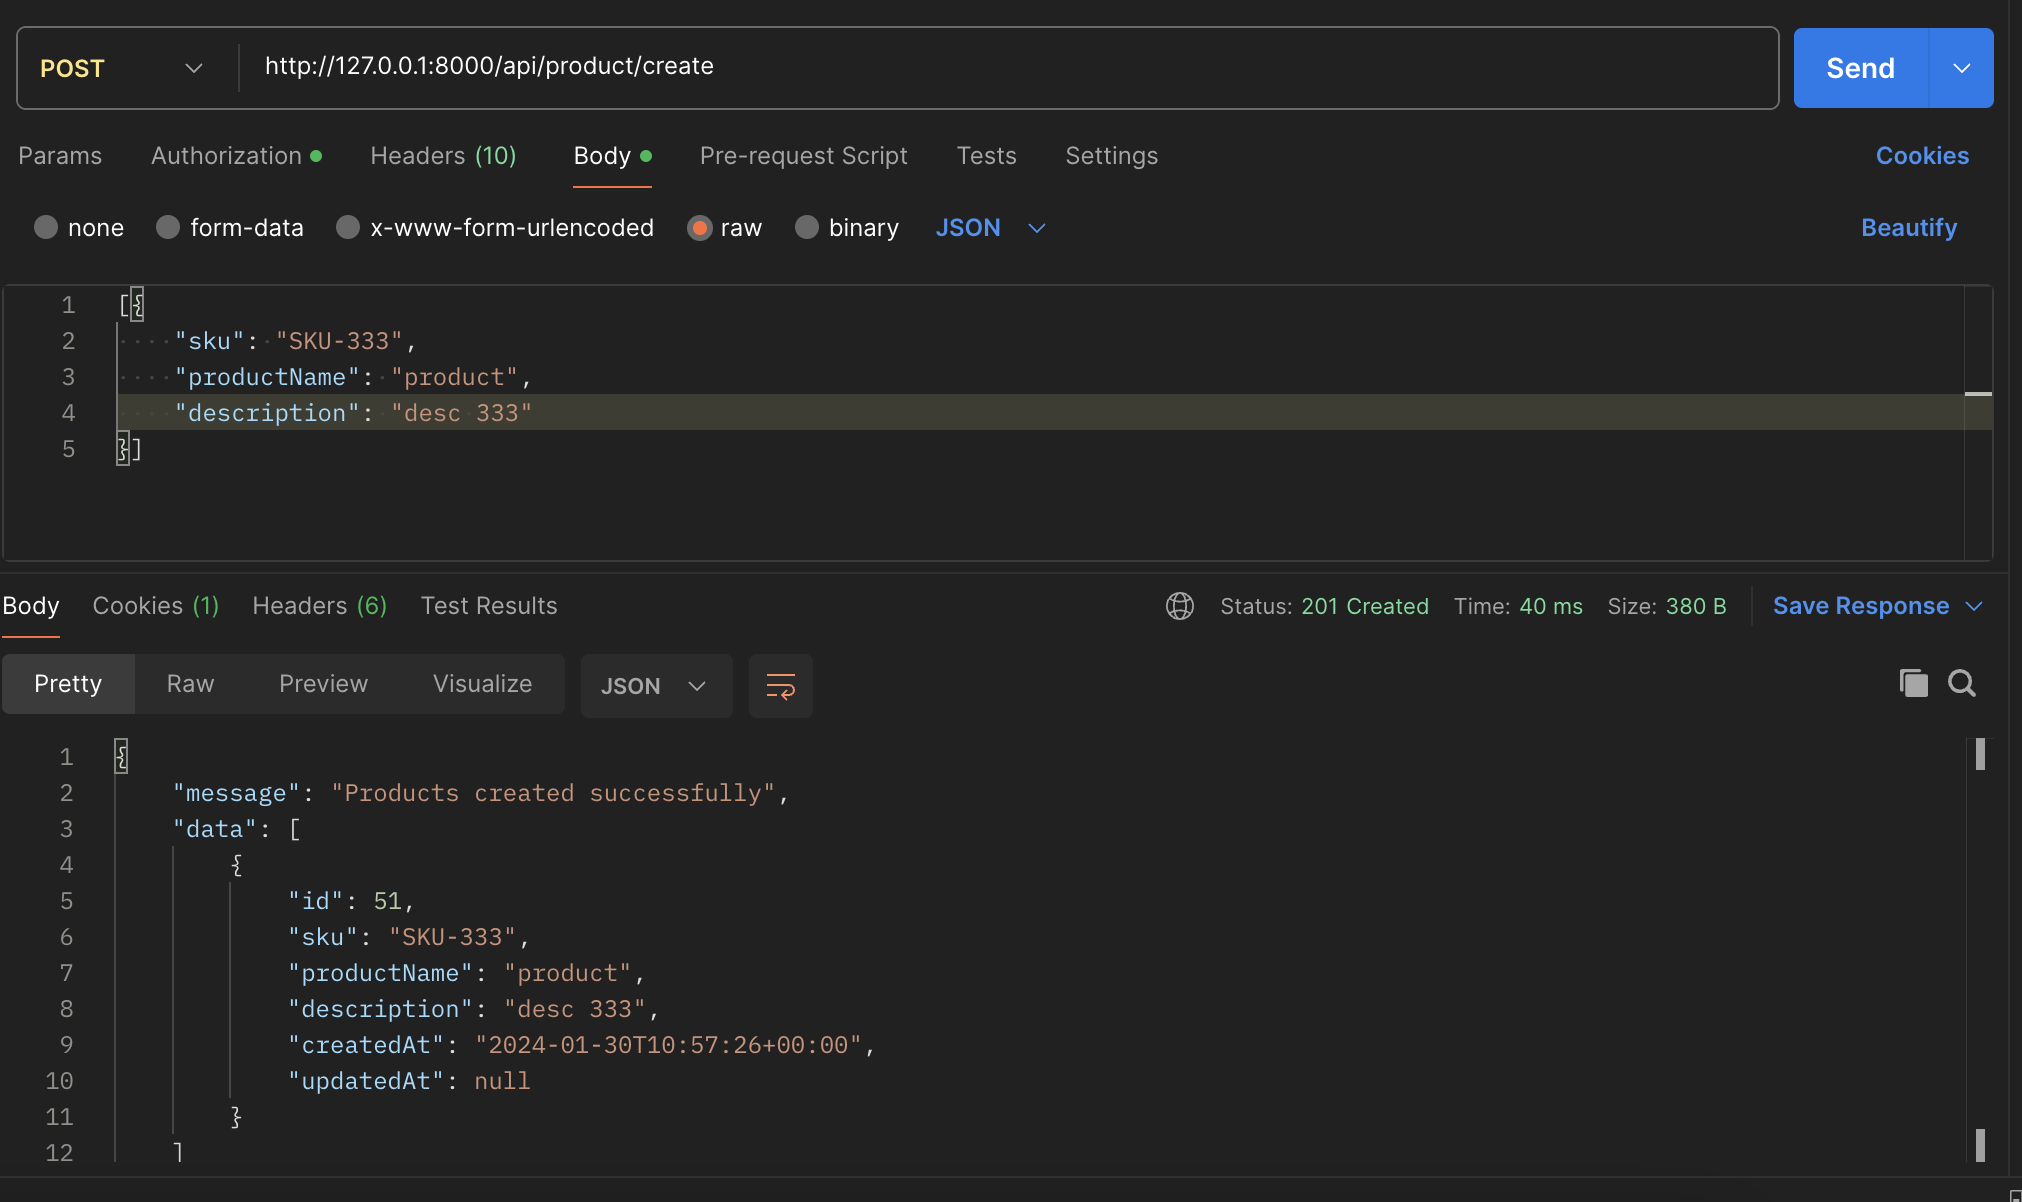 POST http://127.0.0.1:8000/api/product/create Send
Params Authorization Headers (10) Body Pre-request Script Tests Settings Cookies
none form-data x-www-form-urlencoded raw binary JSON Beautify
1 [{
2 "sku": "SKU-333",
3 "productName": "product",
4 "description": "desc 333"
5 }]
Body Cookies (1) Headers (6) Test Results Status: 201 Created Time: 40 ms Size: 380 B Save Response
Pretty Raw Preview Visualize JSON
1 {
2 "message": "Products created successfully",
3 "data": [
4 {
5 "id": 51,
6 "sku": "SKU-333",
7 "productName": "product",
8 "description": "desc 333",
9 "createdAt": "2024-01-30T10:57:26+00:00",
10 "updatedAt": null
11 }
12 ]